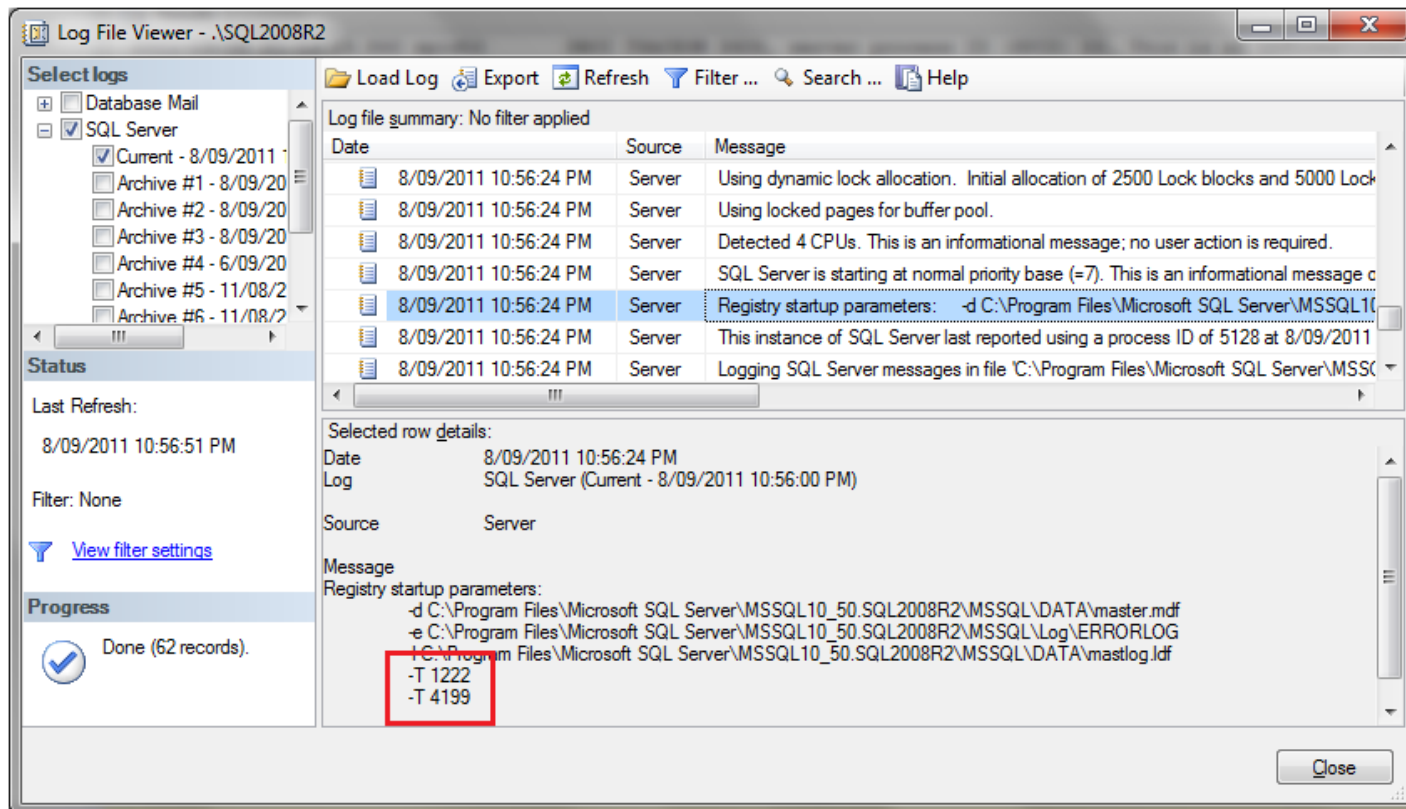 Log File Viewer - .\SQL2008R2
Select logs
Database Mail
SQL Server
Current - 8/09/2011
Archive #1 - 8/09/20
Archive #2 - 8/09/20
Archive #3 - 8/09/20
Archive #4 - 6/09/20
Archive #5 - 11/08/2
Archive #6 - 11/08/2
Status
Last Refresh:
8/09/2011 10:56:51 PM
Filter: None
View filter settings
Progress
Done (62 records).
Load Log Export Refresh Filter ... Search ... Help
Log file summary: No filter applied
Date Source Message
8/09/2011 10:56:24 PM Server Using dynamic lock allocation. Initial allocation of 2500 Lock blocks and 5000 Lock
8/09/2011 10:56:24 PM Server Using locked pages for buffer pool.
8/09/2011 10:56:24 PM Server Detected 4 CPUs. This is an informational message; no user action is required.
8/09/2011 10:56:24 PM Server SQL Server is starting at normal priority base (=7). This is an informational message o
8/09/2011 10:56:24 PM Server Registry startup parameters: -d C:\Program Files\Microsoft SQL Server\MSSQL10
8/09/2011 10:56:24 PM Server This instance of SQL Server last reported using a process ID of 5128 at 8/09/2011
8/09/2011 10:56:24 PM Server Logging SQL Server messages in file 'C:\Program Files\Microsoft SQL Server\MSS
Selected row details:
Date 8/09/2011 10:56:24 PM
Log SQL Server (Current - 8/09/2011 10:56:00 PM)
Source Server
Message
Registry startup parameters:
-d C:\Program Files\Microsoft SQL Server\MSSQL10_50.SQL2008R2\MSSQL\DATA\master.mdf
-e C:\Program Files\Microsoft SQL Server\MSSQL10_50.SQL2008R2\MSSQL\Log\ERRORLOG
-l C:\Program Files\Microsoft SQL Server\MSSQL10_50.SQL2008R2\MSSQL\DATA\mastlog.ldf
-T 1222
-T 4199
Close